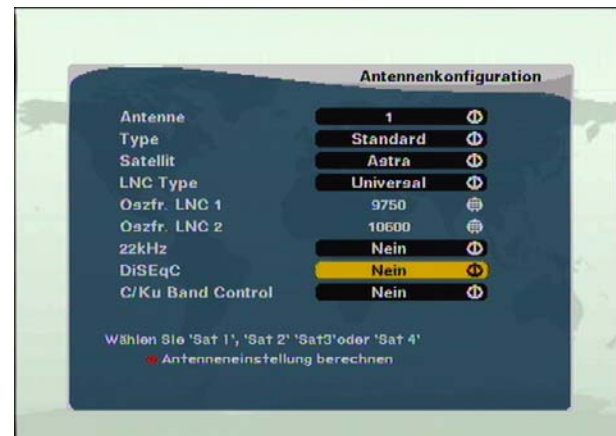 Antennenkonfiguration
Antenne 1
Type Standard
Satellit Astra
LNC Type Universal
Oszfr. LNC 1 9750
Oszfr. LNC 2 10600
22kHz Nein
DiSEqC Nein
C/Ku Band Control Nein
Wählen Sie 'Sat 1', 'Sat 2' 'Sat3'oder 'Sat 4'
Antenneneinstellung berechnen